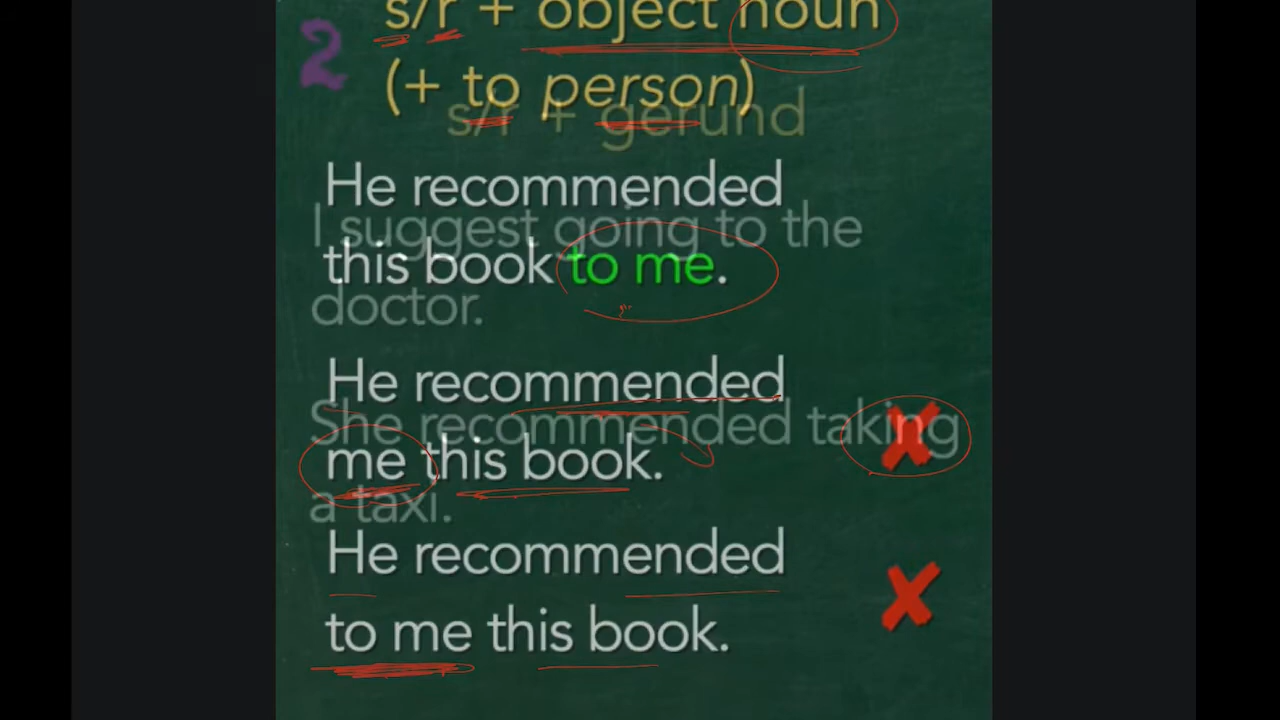 s/r + object noun
2
(+ to person)
s/r + gerund
He recommended
I suggest going to the
this book to me.
doctor.
He recommended
She recommended taking
me this book.
a taxi.
He recommended
to me this book.